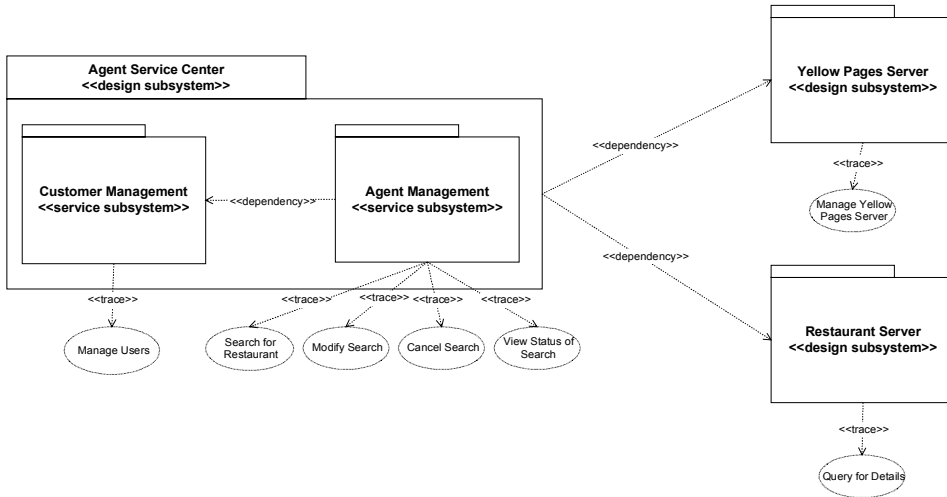 Agent Service Center
<<design subsystem>>
Customer Management
<<service subsystem>>
<<dependency>>
Agent Management
<<service subsystem>>
<<trace>>
Manage Users
<<trace>>
<<trace>>
<<trace>>
<<trace>>
Search for
Restaurant
Modify Search
Cancel Search
View Status of
Search
<<dependency>>
<<dependency>>
Yellow Pages Server
<<design subsystem>>
<<trace>>
Manage Yellow
Pages Server
Restaurant Server
<<design subsystem>>
<<trace>>
Query for Details